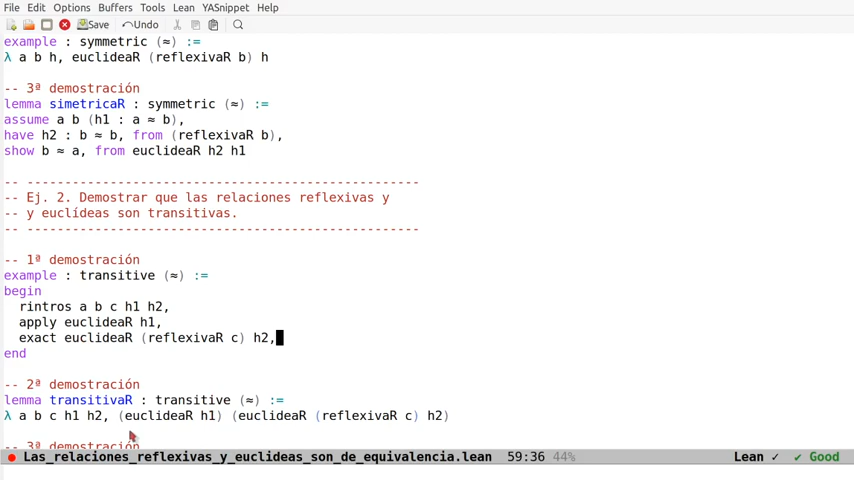 File Edit Options Buffers Tools Lean YASnippet Help
Save Undo
example : symmetric (≈) :=
λ a b h, euclideaR (reflexivaR b) h
-- 3ª demostración
lemma simetricaR : symmetric (≈) :=
assume a b (h1 : a ≈ b),
have h2 : b ≈ b, from (reflexivaR b),
show b ≈ a, from euclideaR h2 h1
-- ----------------------------------------------------
-- Ej. 2. Demostrar que las relaciones reflexivas y
-- y euclídeas son transitivas.
-- ----------------------------------------------------
-- 1ª demostración
example : transitive (≈) :=
begin
  rintros a b c h1 h2,
  apply euclideaR h1,
  exact euclideaR (reflexivaR c) h2,
end
-- 2ª demostración
lemma transitivaR : transitive (≈) :=
λ a b c h1 h2, (euclideaR h1) (euclideaR (reflexivaR c) h2)
-- 3ª demostración
Las_relaciones_reflexivas_y_euclideas_son_de_equivalencia.lean 59:36 44% Lean ✓ ✔ Good